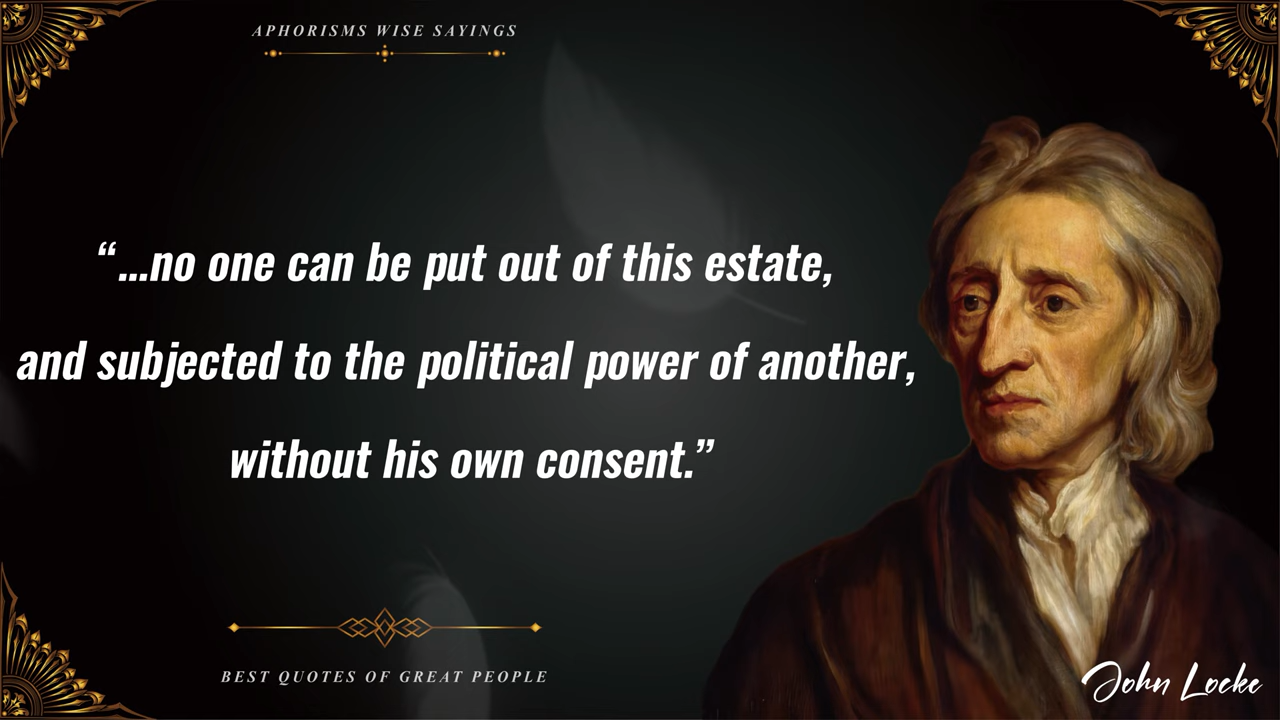 APHORISMS WISE SAYINGS
“...no one can be put out of this estate,
and subjected to the political power of another,
without his own consent.”
BEST QUOTES OF GREAT PEOPLE
John Locke